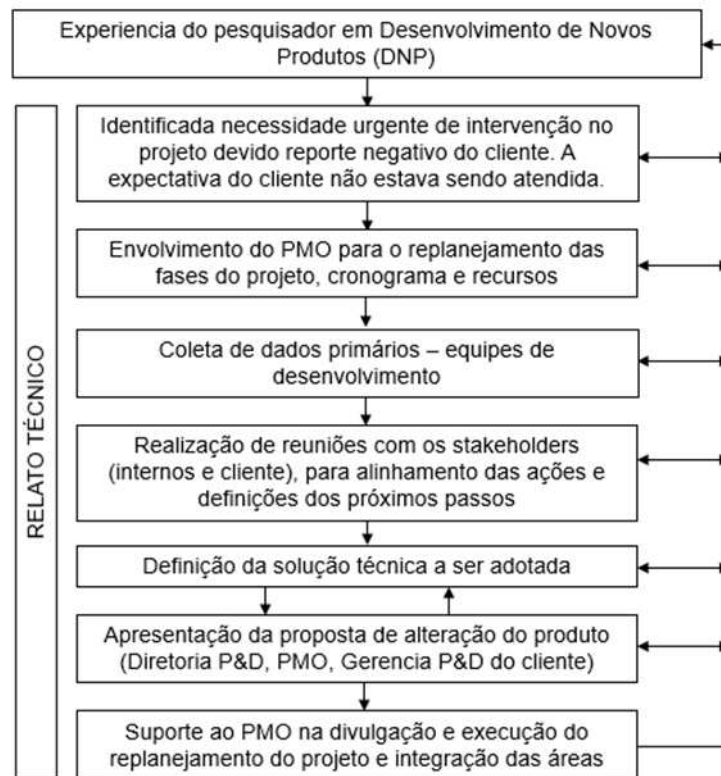 Experiencia do pesquisador em Desenvolvimento de Novos
Produtos (DNP)
RELATO TÉCNICO
Identificada necessidade urgente de intervenção no
projeto devido reporte negativo do cliente. A
expectativa do cliente não estava sendo atendida.
Envolvimento do PMO para o replanejamento das
fases do projeto, cronograma e recursos
Coleta de dados primários – equipes de
desenvolvimento
Realização de reuniões com os stakeholders
(internos e cliente), para alinhamento das ações e
definições dos próximos passos
Definição da solução técnica a ser adotada
Apresentação da proposta de alteração do produto
(Diretoria P&D, PMO, Gerencia P&D do cliente)
Suporte ao PMO na divulgação e execução do
replanejamento do projeto e integração das áreas